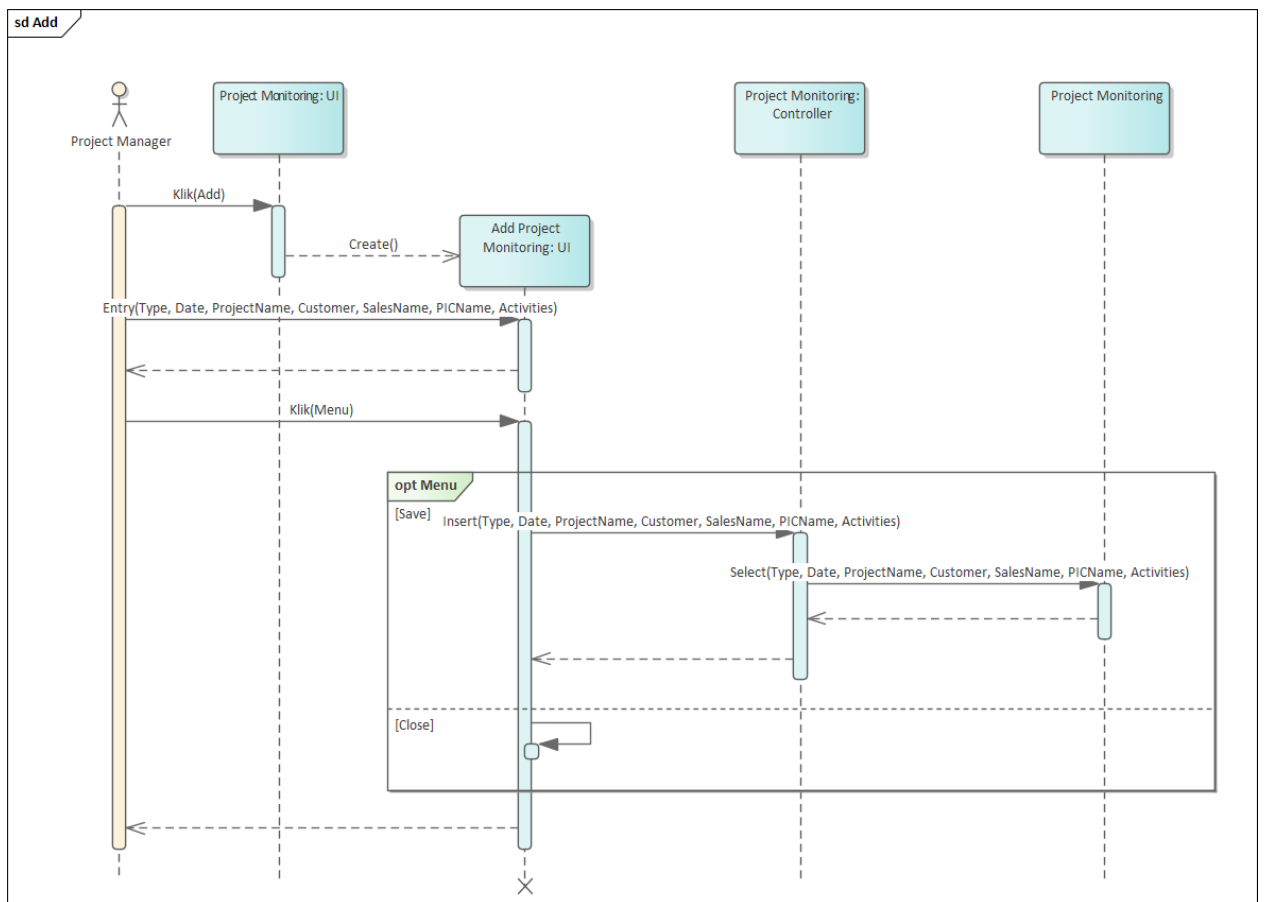 sd Add
Project Monitoring: UI
Project Monitoring:
Controller
Project Monitoring
Project Manager
Klik(Add)
Add Project
Monitoring: UI
Create()
Entry(Type, Date, ProjectName, Customer, SalesName, PICName, Activities)
Klik(Menu)
opt Menu
[Save]
Insert(Type, Date, ProjectName, Customer, SalesName, PICName, Activities)
Select(Type, Date, ProjectName, Customer, SalesName, PICName, Activities)
[Close]